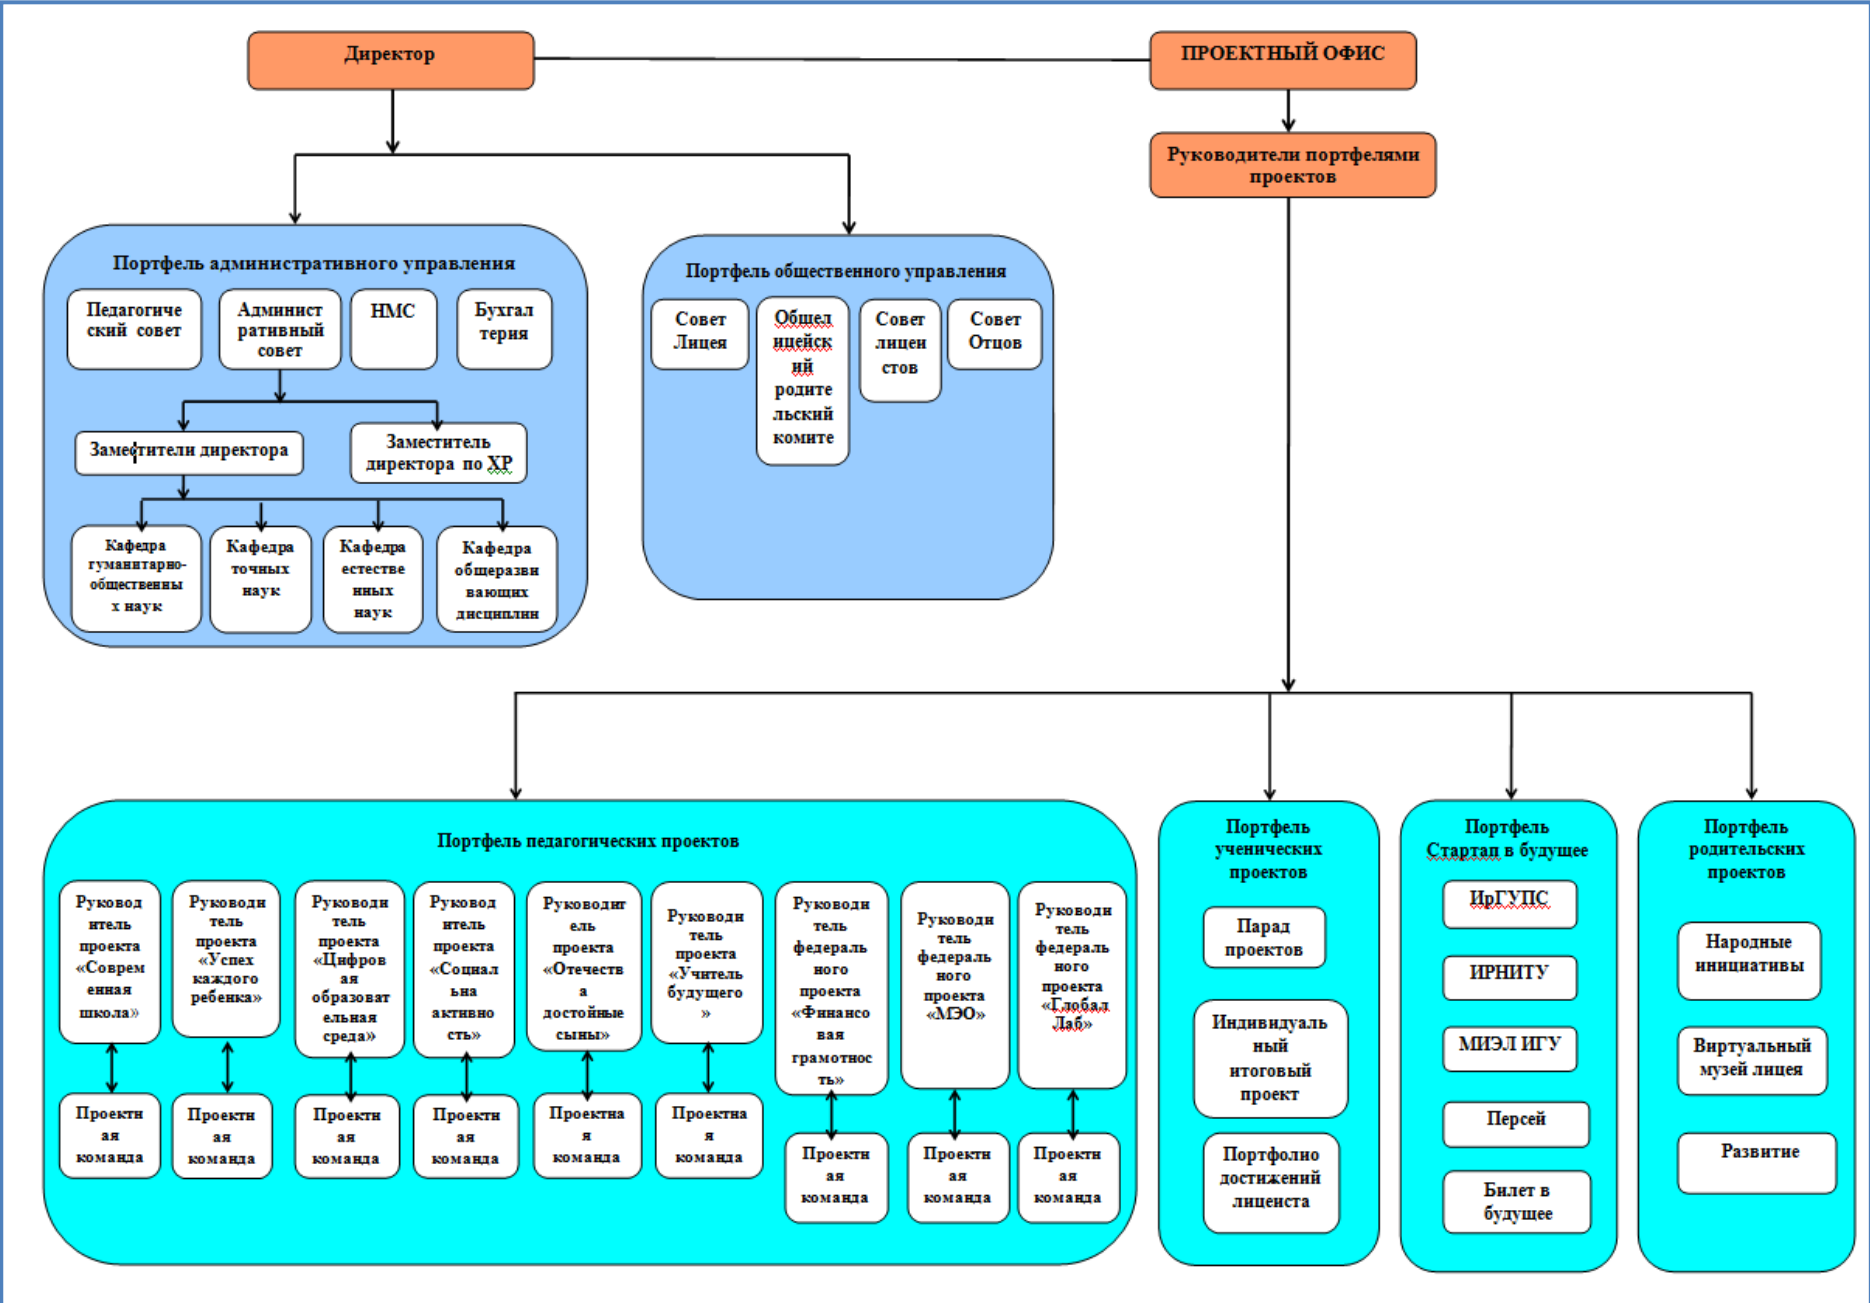 Директор
ПРОЕКТНЫЙ ОФИС
Руководители портфелями
проектов
Портфель административного управления
Педагогиче
ский совет
Админист
ративный
совет
НМС
Бухгал
терия
Заместители директора
Заместитель
директора по ХР
Кафедра
гуманитарно-
общественны
х наук
Кафедра
точных
наук
Кафедра
естестве
нных
наук
Кафедра
общеразви
вающих
дисциплин
Портфель общественного управления
Совет
Лицея
Общел
ицейск
ий
родите
льский
комите
Совет
лицеи
стов
Совет
Отцов
Портфель педагогических проектов
Руковод
итель
проекта
«Соврем
енная
школа»
Руководи
тель
проекта
«Успех
каждого
ребенка»
Руководи
тель
проекта
«Цифров
ая
образоват
ельная
среда»
Руковод
итель
проекта
«Социал
ьна
активно
сть»
Руководит
ель
проекта
«Отечеств
а
достойные
сыны»
Руководи
тель
проекта
«Учитель
будущего
»
Руководи
тель
федераль
ного
проекта
«Финансо
вая
грамотнос
ть»
Руководи
тель
федераль
ного
проекта
«МЭО»
Руководи
тель
федераль
ного
проекта
«Глобал
Лаб»
Проектн
ая
команда
Проектн
ая
команда
Проектн
ая
команда
Проектн
ая
команда
Проектна
я
команда
Проектна
я
команда
Проектн
ая
команда
Проектн
ая
команда
Проектн
ая
команда
Портфель
ученических
проектов
Парад
проектов
Индивидуаль
ный
итоговый
проект
Портфолио
достижений
лицеиста
Портфель
Стартап в будущее
ИрГУПС
ИРНИТУ
МИЭЛ ИГУ
Персей
Билет в
будущее
Портфель
родительских
проектов
Народные
инициативы
Виртуальный
музей лицея
Развитие